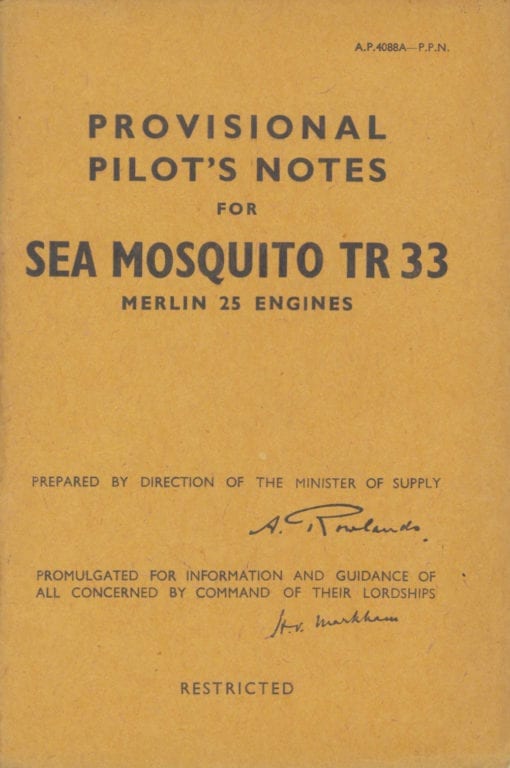 A.P.4088A—P.P.N.
PROVISIONAL
PILOT'S NOTES
FOR
SEA MOSQUITO TR 33
MERLIN 25 ENGINES
PREPARED BY DIRECTION OF THE MINISTER OF SUPPLY
A. Rowlands.
PROMULGATED FOR INFORMATION AND GUIDANCE OF
ALL CONCERNED BY COMMAND OF THEIR LORDSHIPS
H.V. Markham
RESTRICTED